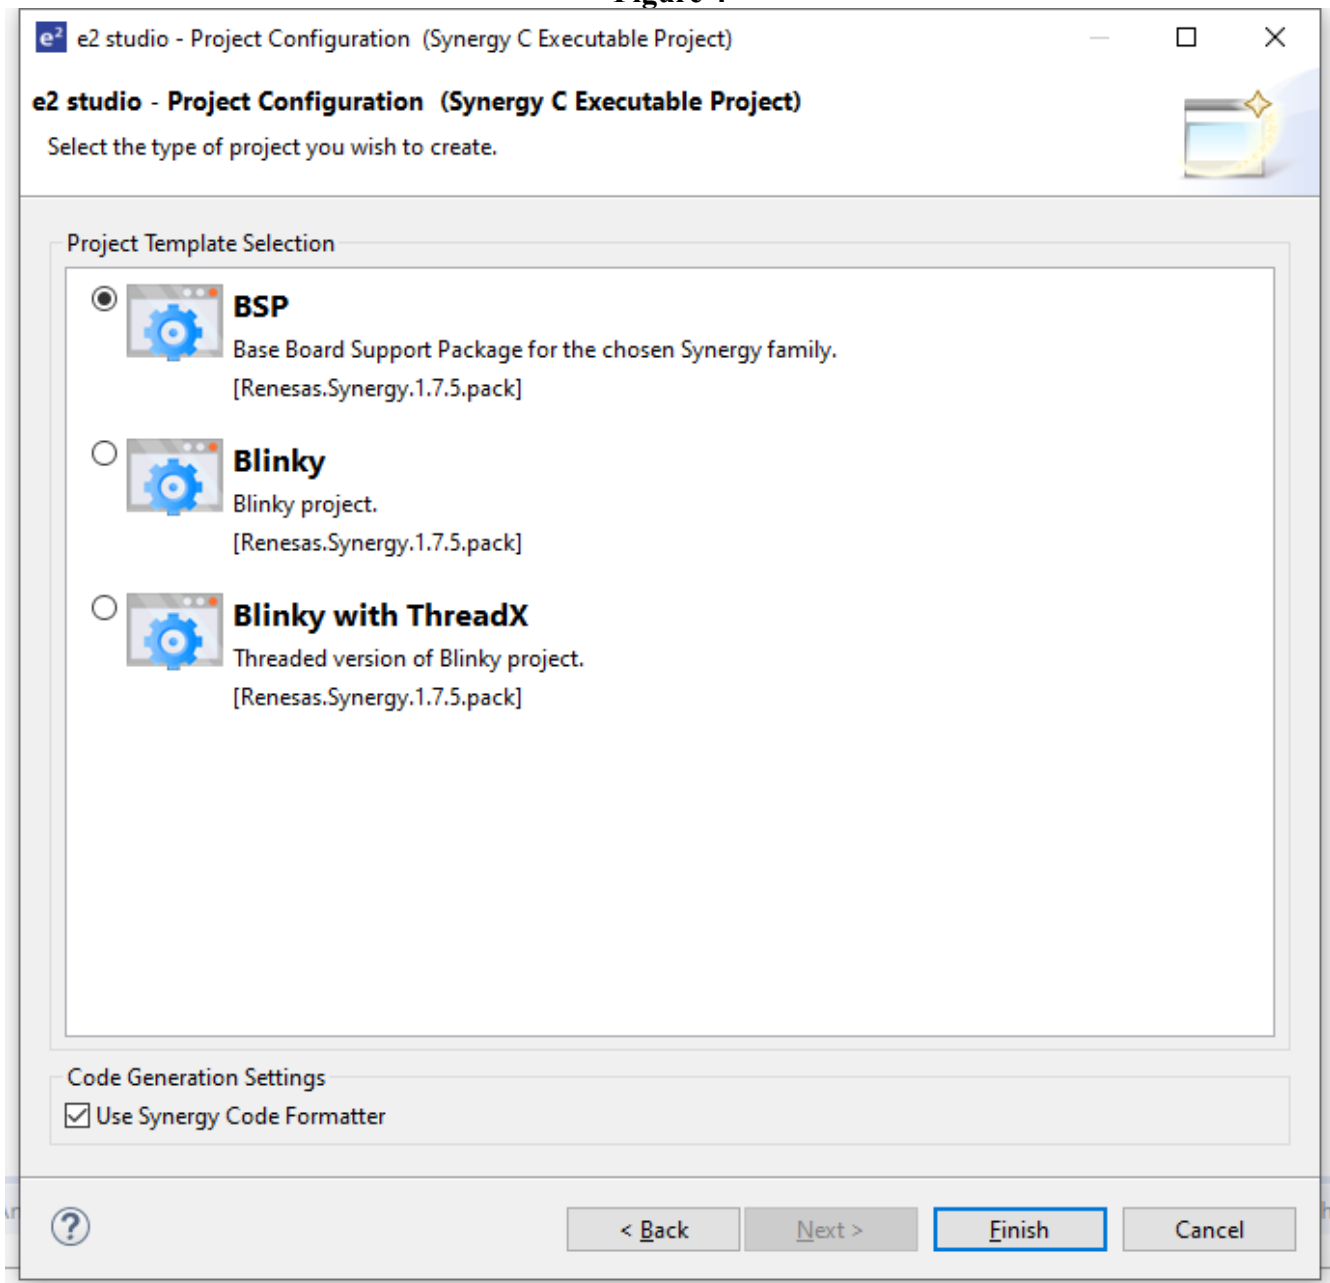 e2 studio - Project Configuration (Synergy C Executable Project)
e2 studio - Project Configuration (Synergy C Executable Project)
Select the type of project you wish to create.
Project Template Selection
BSP
Base Board Support Package for the chosen Synergy family.
[Renesas.Synergy.1.7.5.pack]
Blinky
Blinky project.
[Renesas.Synergy.1.7.5.pack]
Blinky with ThreadX
Threaded version of Blinky project.
[Renesas.Synergy.1.7.5.pack]
Code Generation Settings
Use Synergy Code Formatter
? < Back Next > Finish Cancel